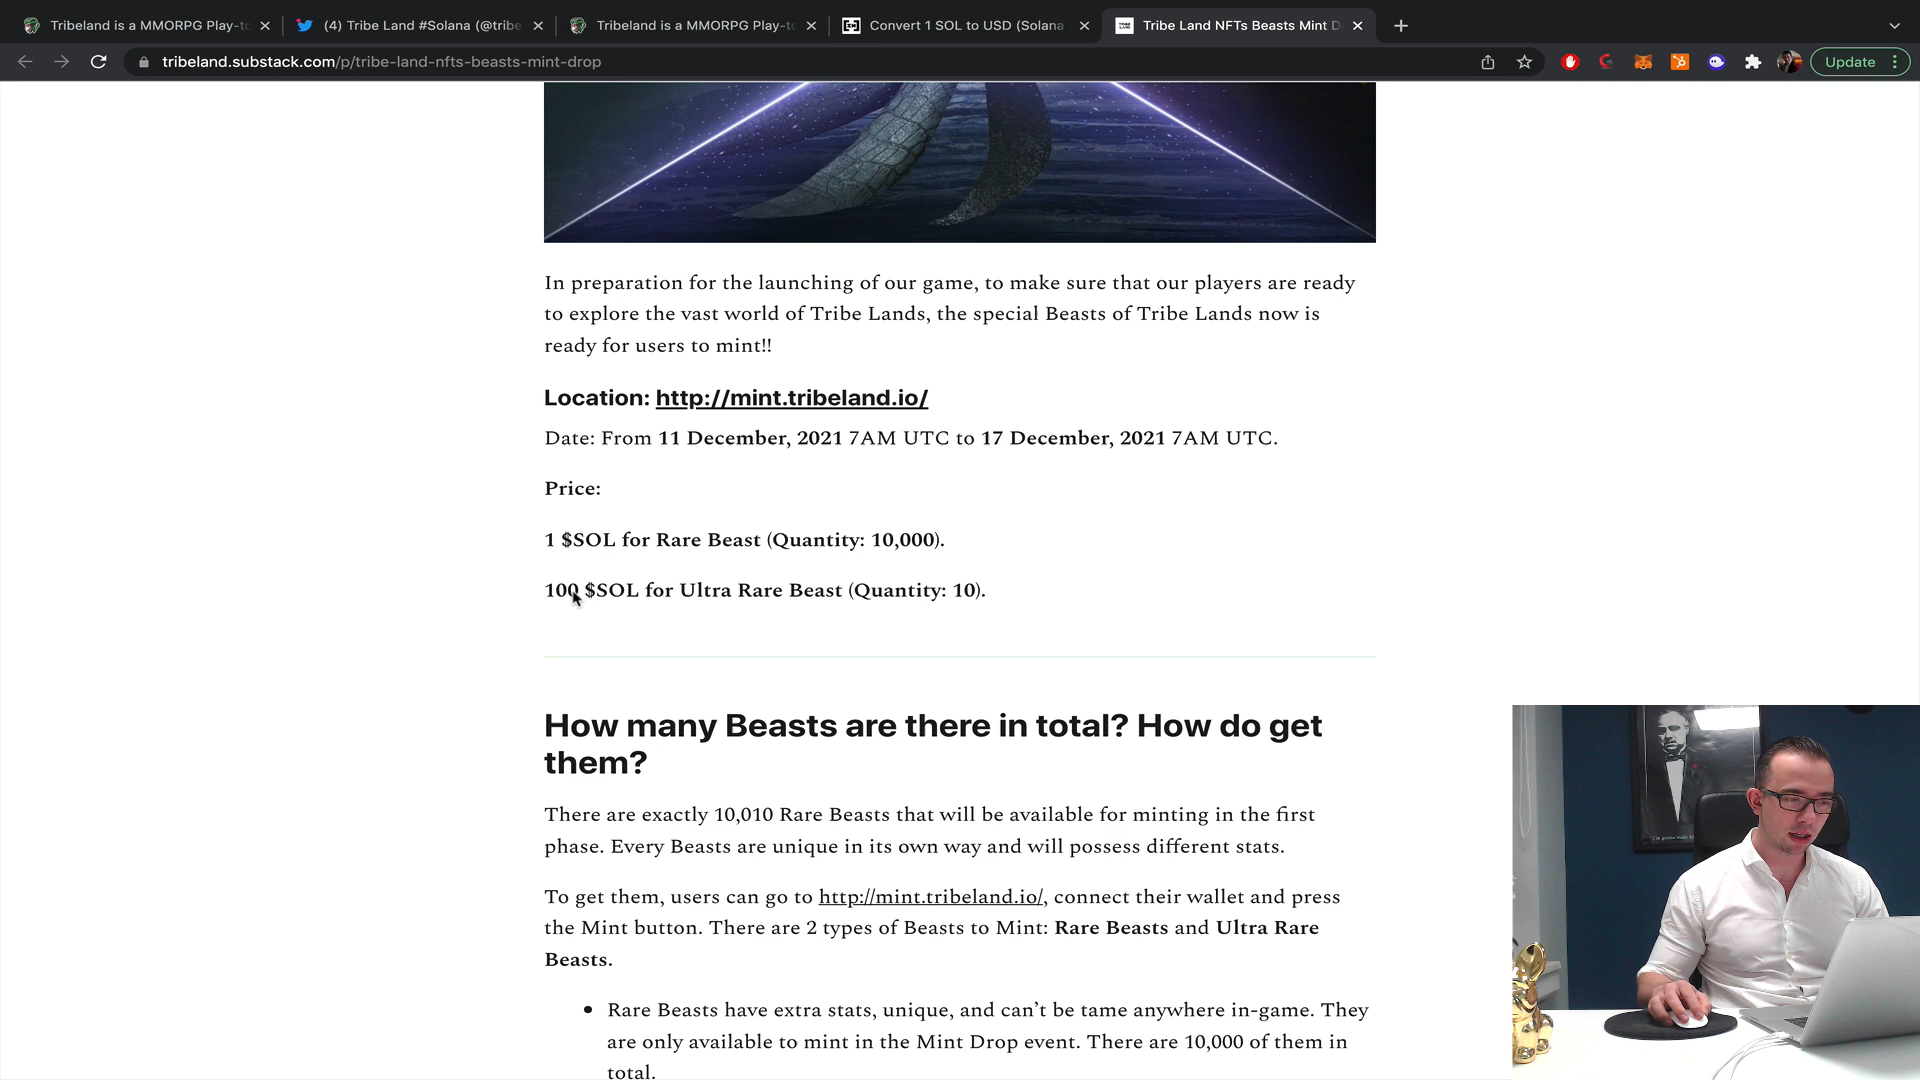 Tribeland is a MMORPG Play-to
(4) Tribe Land #Solana (@tribe
Tribeland is a MMORPG Play-to
Convert 1 SOL to USD (Solana
Tribe Land NFTs Beasts Mint D
tribeland.substack.com/p/tribe-land-nfts-beasts-mint-drop
Update
In preparation for the launching of our game, to make sure that our players are ready
to explore the vast world of Tribe Lands, the special Beasts of Tribe Lands now is
ready for users to mint!!
Location: http://mint.tribeland.io/
Date: From 11 December, 2021 7AM UTC to 17 December, 2021 7AM UTC.
Price:
1 $SOL for Rare Beast (Quantity: 10,000).
100 $SOL for Ultra Rare Beast (Quantity: 10).
How many Beasts are there in total? How do get
them?
There are exactly 10,010 Rare Beasts that will be available for minting in the first
phase. Every Beasts are unique in its own way and will possess different stats.
To get them, users can go to http://mint.tribeland.io/, connect their wallet and press
the Mint button. There are 2 types of Beasts to Mint: Rare Beasts and Ultra Rare
Beasts.
• Rare Beasts have extra stats, unique, and can’t be tame anywhere in-game. They
are only available to mint in the Mint Drop event. There are 10,000 of them in
total.